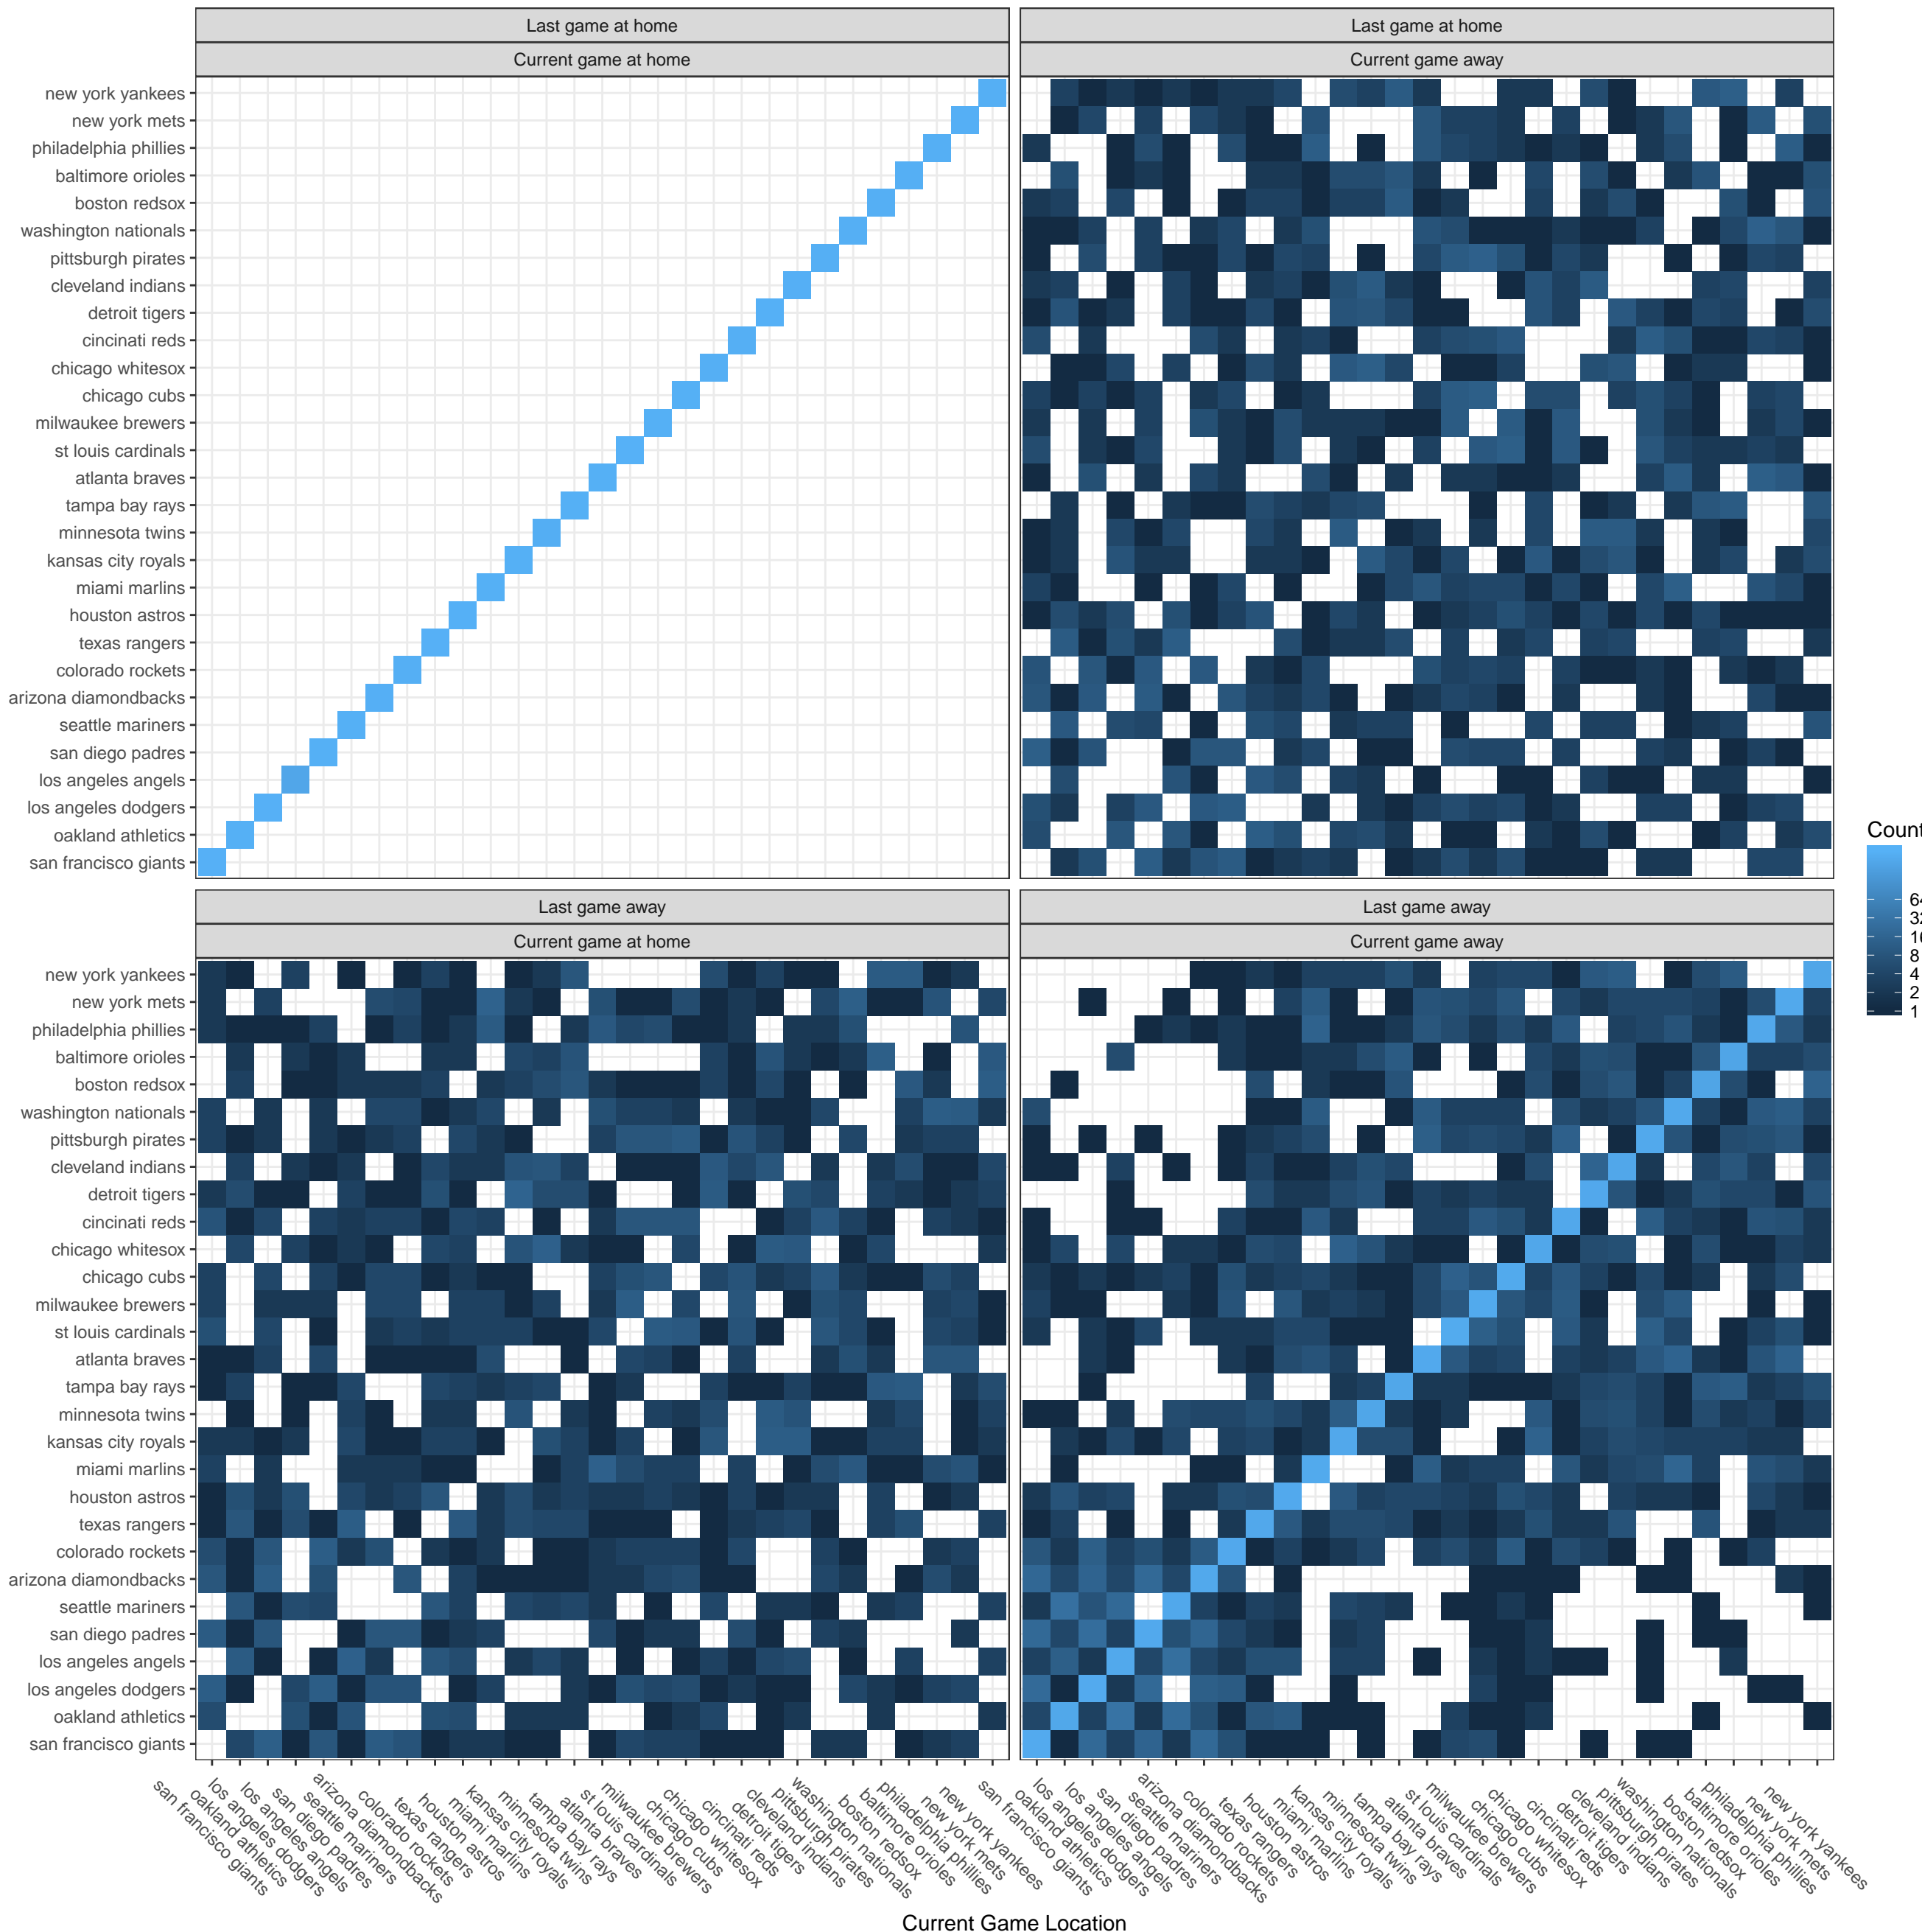 Last game at home
Current game at home
Last game at home
Current game away
new york yankees
new york mets
philadelphia phillies
baltimore orioles
boston redsox
washington nationals
pittsburgh pirates
cleveland indians
detroit tigers
cincinati reds
chicago whitesox
chicago cubs
milwaukee brewers
st louis cardinals
atlanta braves
tampa bay rays
minnesota twins
kansas city royals
miami marlins
houston astros
texas rangers
colorado rockets
arizona diamondbacks
seattle mariners
san diego padres
los angeles angels
los angeles dodgers
oakland athletics
san francisco giants
Count
64
32
16
8
4
2
1
Last game away
Current game at home
Last game away
Current game away
new york yankees
new york mets
philadelphia phillies
baltimore orioles
boston redsox
washington nationals
pittsburgh pirates
cleveland indians
detroit tigers
cincinati reds
chicago whitesox
chicago cubs
milwaukee brewers
st louis cardinals
atlanta braves
tampa bay rays
minnesota twins
kansas city royals
miami marlins
houston astros
texas rangers
colorado rockets
arizona diamondbacks
seattle mariners
san diego padres
los angeles angels
los angeles dodgers
oakland athletics
san francisco giants
san francisco giants
oakland athletics
los angeles dodgers
los angeles angels
san diego padres
seattle mariners
arizona diamondbacks
colorado rockets
texas rangers
houston astros
miami marlins
kansas city royals
minnesota twins
tampa bay rays
atlanta braves
st louis cardinals
milwaukee brewers
chicago cubs
chicago whitesox
cincinati reds
detroit tigers
cleveland indians
pittsburgh pirates
washington nationals
boston redsox
baltimore orioles
philadelphia phillies
new york mets
new york yankees
san francisco giants
oakland athletics
los angeles dodgers
los angeles angels
san diego padres
seattle mariners
arizona diamondbacks
colorado rockets
texas rangers
houston astros
miami marlins
kansas city royals
minnesota twins
tampa bay rays
atlanta braves
st louis cardinals
milwaukee brewers
chicago cubs
chicago whitesox
cincinati reds
detroit tigers
cleveland indians
pittsburgh pirates
washington nationals
boston redsox
baltimore orioles
philadelphia phillies
new york mets
new york yankees
Current Game Location